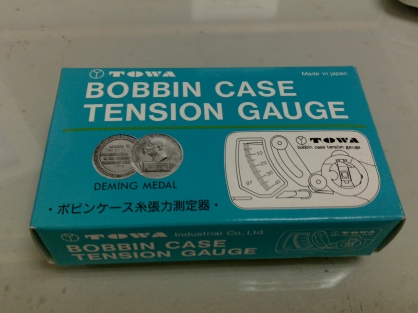 TOWA Made in Japan
BOBBIN CASE
TENSION GAUGE
DEMING MEDAL
TOWA
bobbin case tension gauge
・ボビンケース糸張力測定器・
TOWA Industrial Co., Ltd
BOBBIN CASE
TENSION GAUGE
TOWA